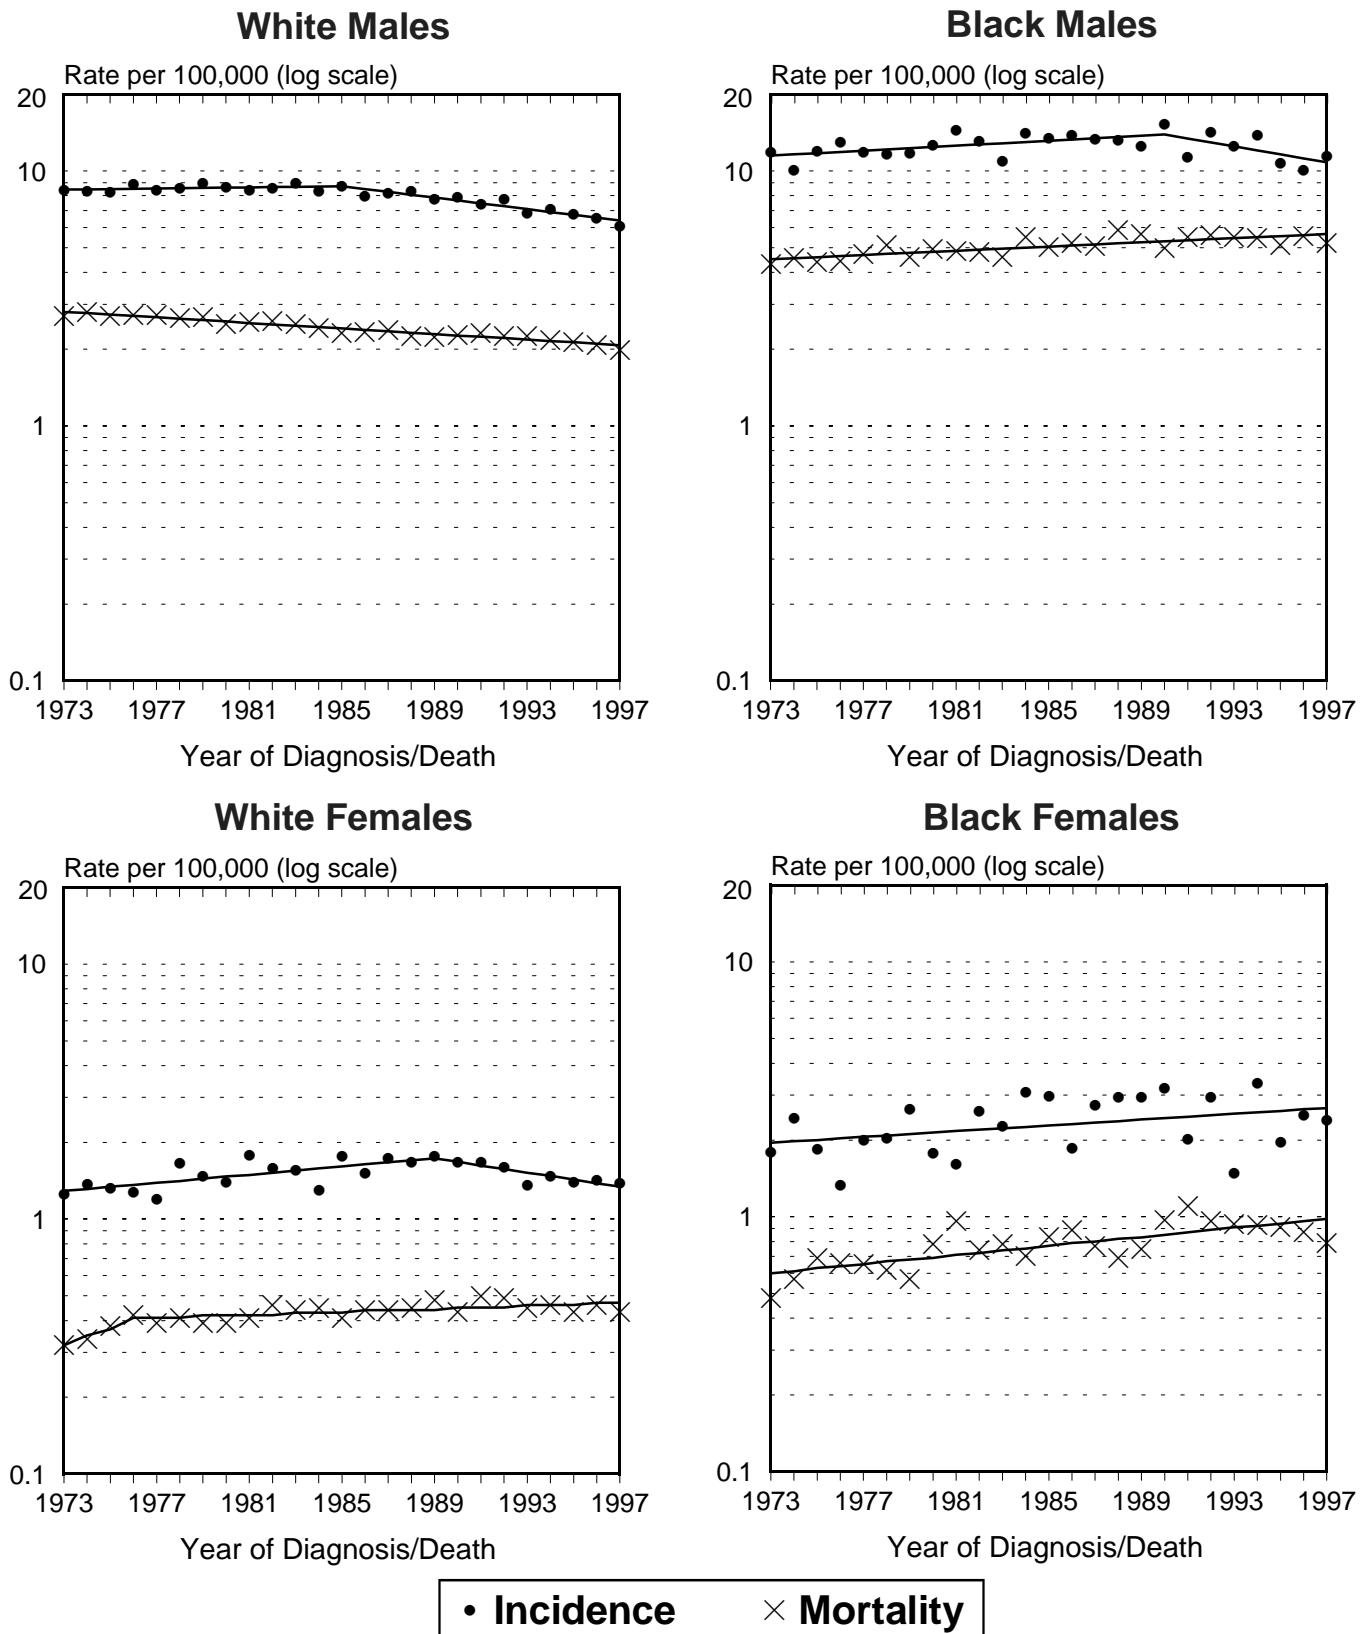 White Males
Rate per 100,000 (log scale)
20
10
1
0.1
1973 1977 1981 1985 1989 1993 1997
Year of Diagnosis/Death
Black Males
Rate per 100,000 (log scale)
20
10
1
0.1
1973 1977 1981 1985 1989 1993 1997
Year of Diagnosis/Death
White Females
Rate per 100,000 (log scale)
20
10
1
0.1
1973 1977 1981 1985 1989 1993 1997
Year of Diagnosis/Death
Black Females
Rate per 100,000 (log scale)
20
10
1
0.1
1973 1977 1981 1985 1989 1993 1997
Year of Diagnosis/Death
Incidence Mortality